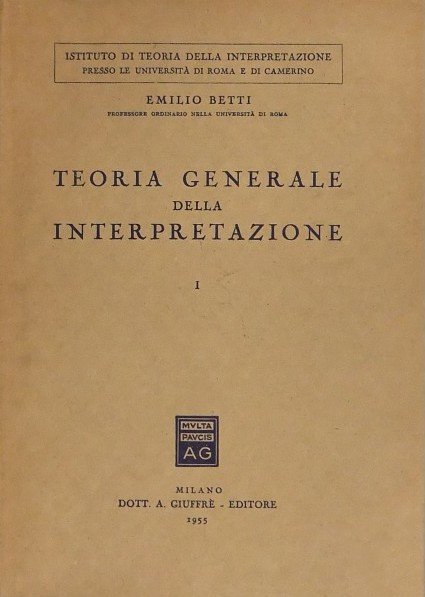 ISTITUTO DI TEORIA DELLA INTERPRETAZIONE
PRESSO LE UNIVERSITÀ DI ROMA E DI CAMERINO
EMILIO BETTI
PROFESSORE ORDINARIO NELLA UNIVERSITÀ DI ROMA
TEORIA GENERALE
DELLA
INTERPRETAZIONE
I
MVLTA
PAVCIS
AG
MILANO
DOTT. A. GIUFFRÈ - EDITORE
1955